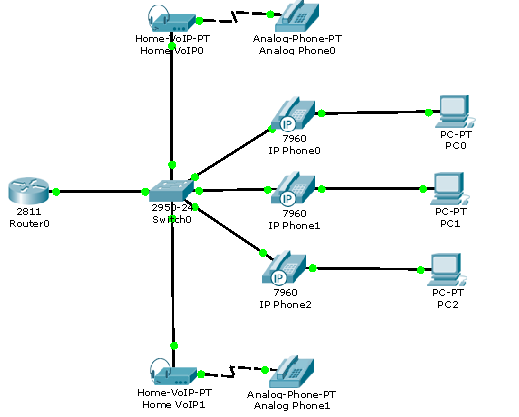 Home-VoIP-PT
Home VoIP0
Analog-Phone-PT
Analog Phone0
IP
7960
IP Phone0
PC-PT
PC0
2811
Router0
2950-24
Switch0
7960
IP Phone1
PC-PT
PC1
IP
7960
IP Phone2
PC-PT
PC2
Home-VoIP-PT
Home VoIP1
Analog-Phone-PT
Analog Phone1